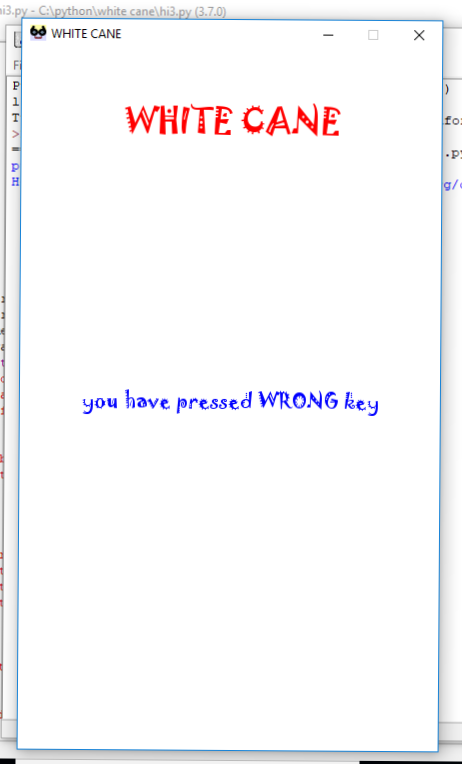 hi3.py - C:\python\white cane\hi3.py (3.7.0)
WHITE CANE
WHITE CANE
you have pressed WRONG key